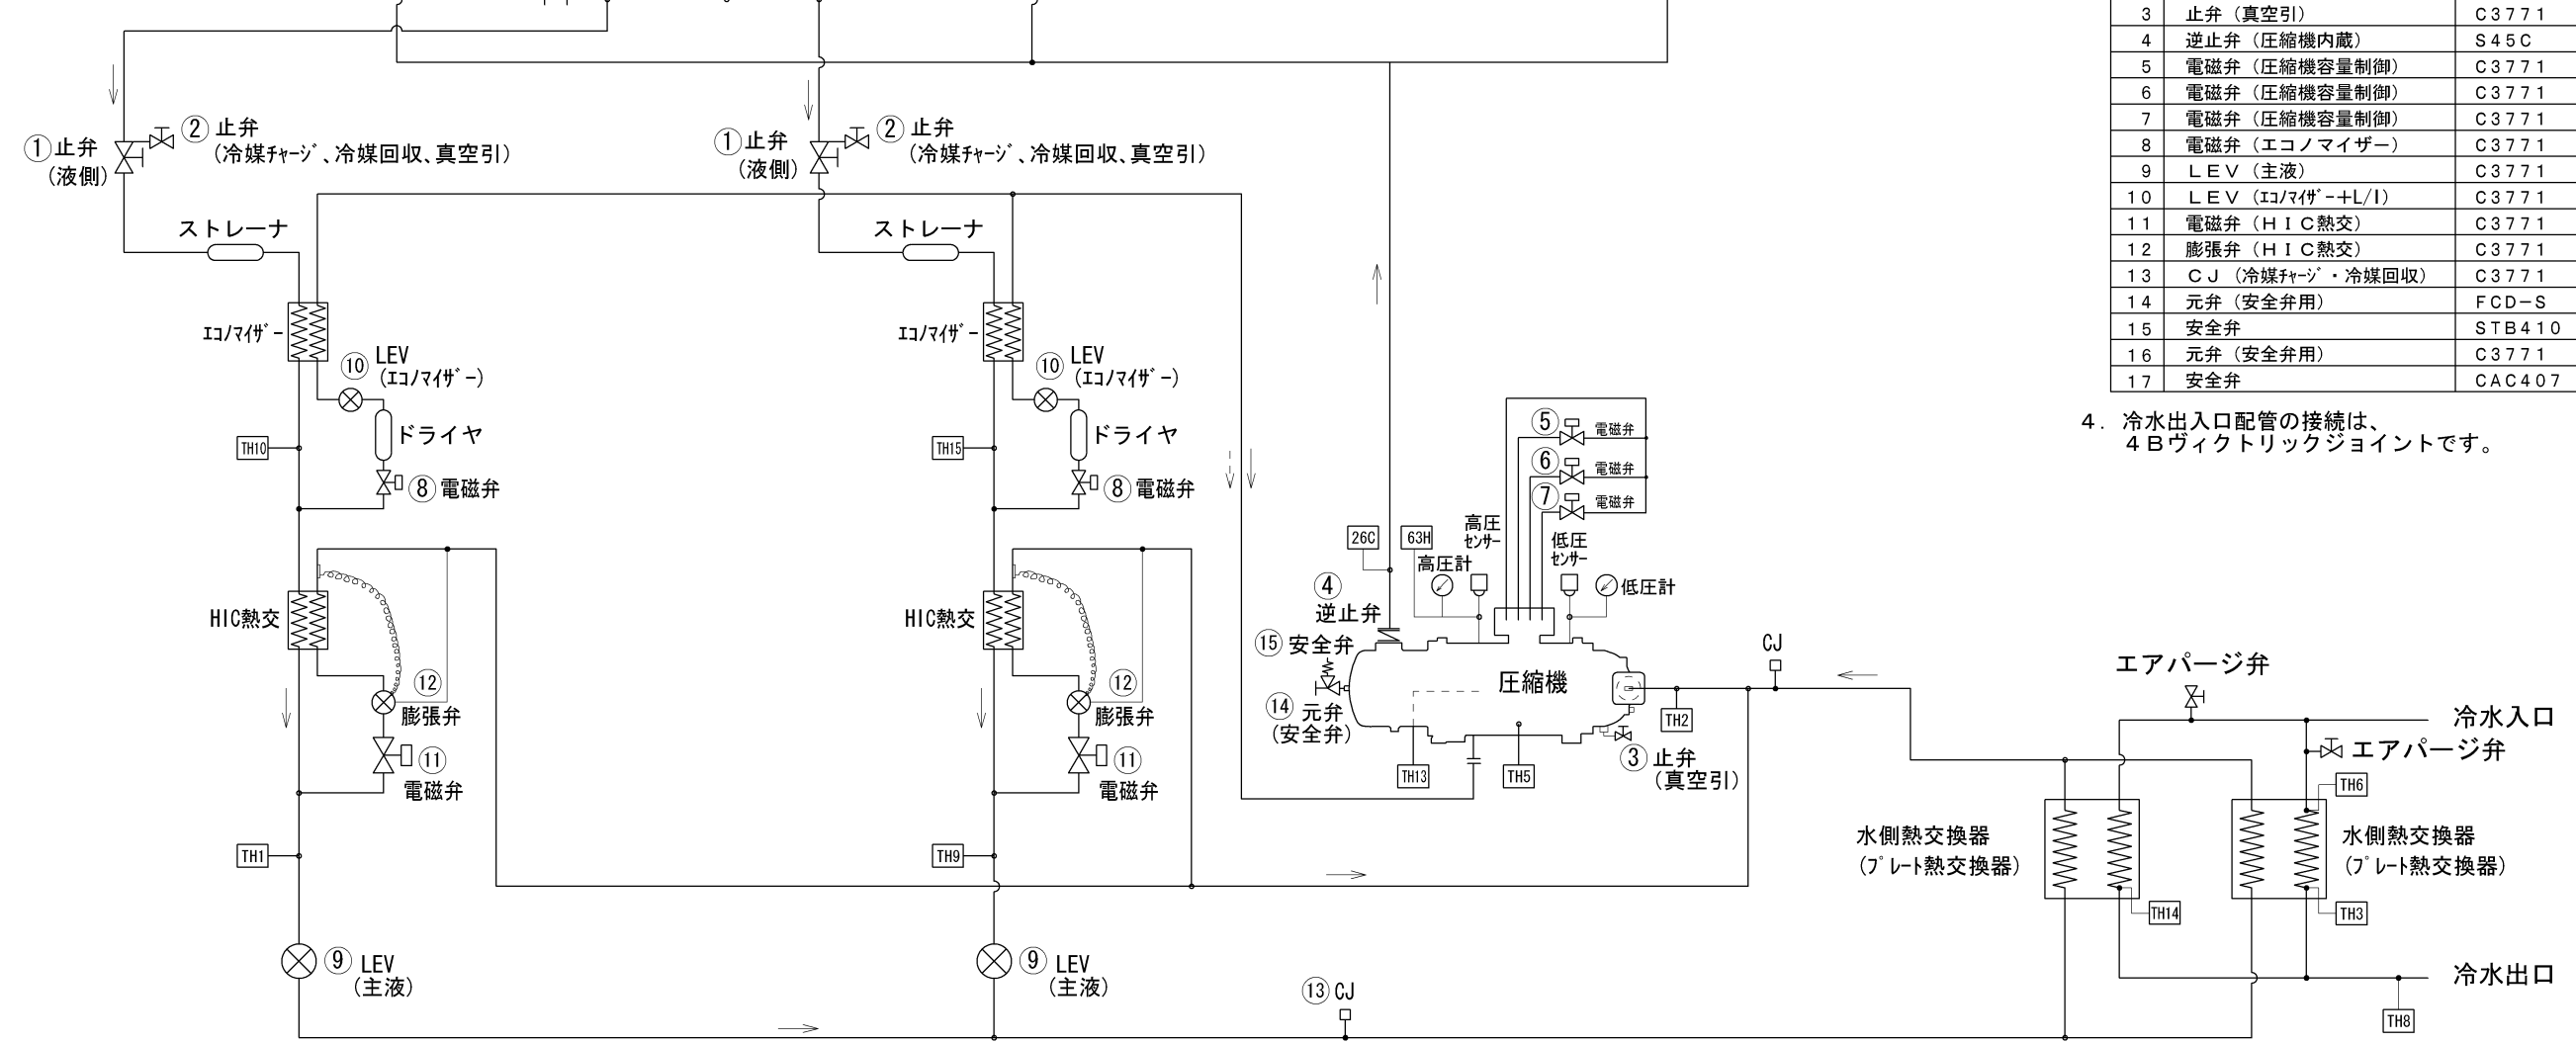 3 止弁（真空引） C3771
4 逆止弁（圧縮機内蔵） S45C
5 電磁弁（圧縮機容量制御） C3771
6 電磁弁（圧縮機容量制御） C3771
7 電磁弁（圧縮機容量制御） C3771
8 電磁弁（エコノマイザー） C3771
9 ＬＥＶ（主液） C3771
10 ＬＥＶ（ｴｺﾉﾏｲｻﾞｰ+L/I） C3771
11 電磁弁（ＨＩＣ熱交） C3771
12 膨張弁（ＨＩＣ熱交） C3771
13 ＣＪ（冷媒ﾁｬｰｼﾞ・冷媒回収） C3771
14 元弁（安全弁用） FCD-S
15 安全弁 STB410
16 元弁（安全弁用） C3771
17 安全弁 CAC407
4. 冷水出入口配管の接続は、
４Ｂヴィクトリックジョイントです。
① 止弁
（液側）
② 止弁
（冷媒ﾁｬｰｼﾞ、冷媒回収、真空引）
ストレーナ
ｴｺﾉﾏｲｻﾞｰ
⑩ LEV
（ｴｺﾉﾏｲｻﾞｰ）
ドライヤ
TH10
⑧ 電磁弁
HIC熱交
⑫
膨張弁
⑪
電磁弁
TH1
⑨ LEV
（主液）
① 止弁
（液側）
② 止弁
（冷媒ﾁｬｰｼﾞ、冷媒回収、真空引）
ストレーナ
ｴｺﾉﾏｲｻﾞｰ
⑩ LEV
（ｴｺﾉﾏｲｻﾞｰ）
ドライヤ
TH15
⑧ 電磁弁
HIC熱交
⑫
膨張弁
⑪
電磁弁
TH9
⑨ LEV
（主液）
⑬ CJ
⑤ 電磁弁
⑥ 電磁弁
⑦ 電磁弁
26C
63H
高圧
ｾﾝｻｰ
高圧計
低圧
ｾﾝｻｰ
低圧計
④
逆止弁
⑮ 安全弁
⑭ 元弁
（安全弁）
圧縮機
TH13
TH5
③ 止弁
（真空引）
TH2
CJ
エアパージ弁
冷水入口
エアパージ弁
TH6
水側熱交換器
（ﾌﾟﾚｰﾄ熱交換器）
水側熱交換器
（ﾌﾟﾚｰﾄ熱交換器）
TH14
TH3
冷水出口
TH8